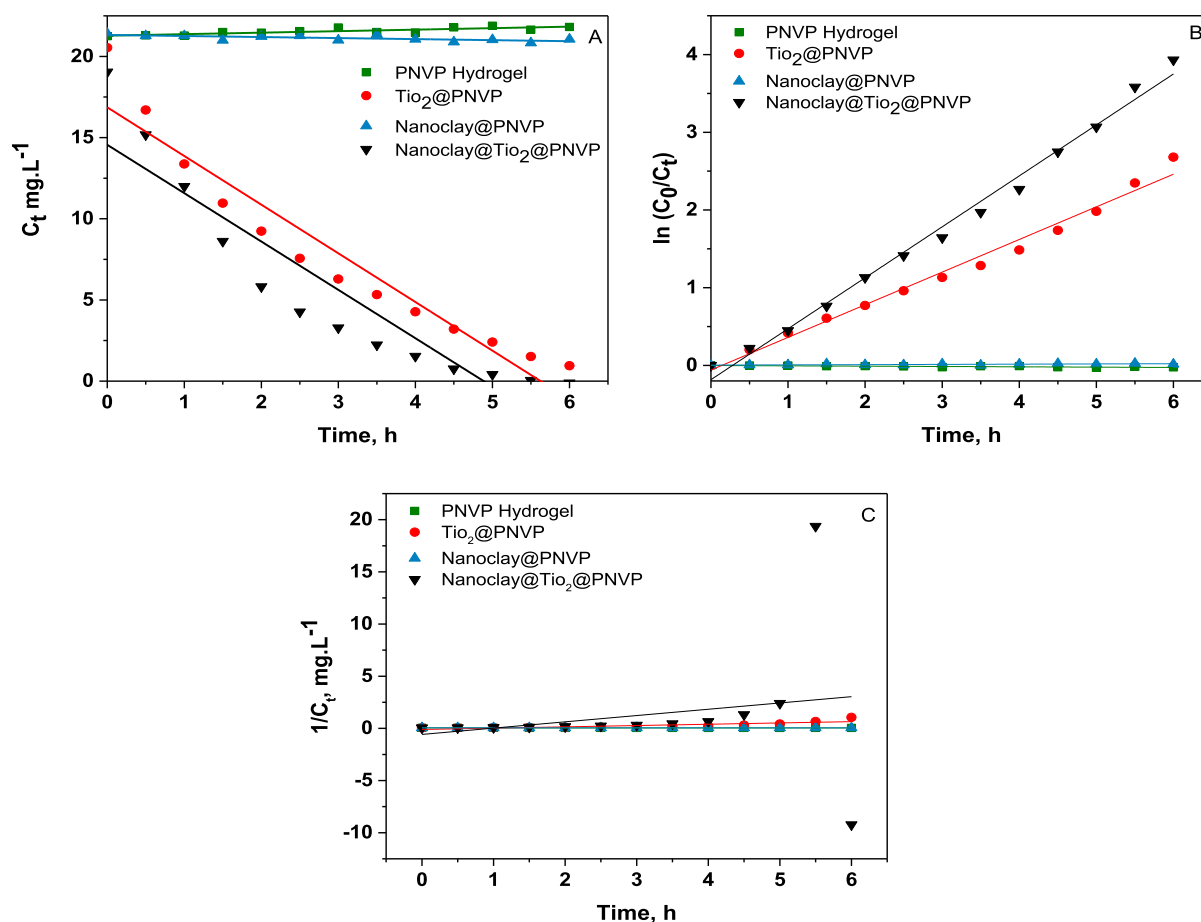 A
PNVP Hydrogel
Tio2@PNVP
Nanoclay@PNVP
Nanoclay@Tio2@PNVP
Ct mg.L-1
20
15
10
5
0
0 1 2 3 4 5 6
Time, h
B
PNVP Hydrogel
Tio2@PNVP
Nanoclay@PNVP
Nanoclay@Tio2@PNVP
ln (C0/Ct)
4
3
2
1
0
0 1 2 3 4 5 6
Time, h
C
PNVP Hydrogel
Tio2@PNVP
Nanoclay@PNVP
Nanoclay@Tio2@PNVP
1/Ct, mg.L-1
20
15
10
5
0
-5
-10
0 1 2 3 4 5 6
Time, h